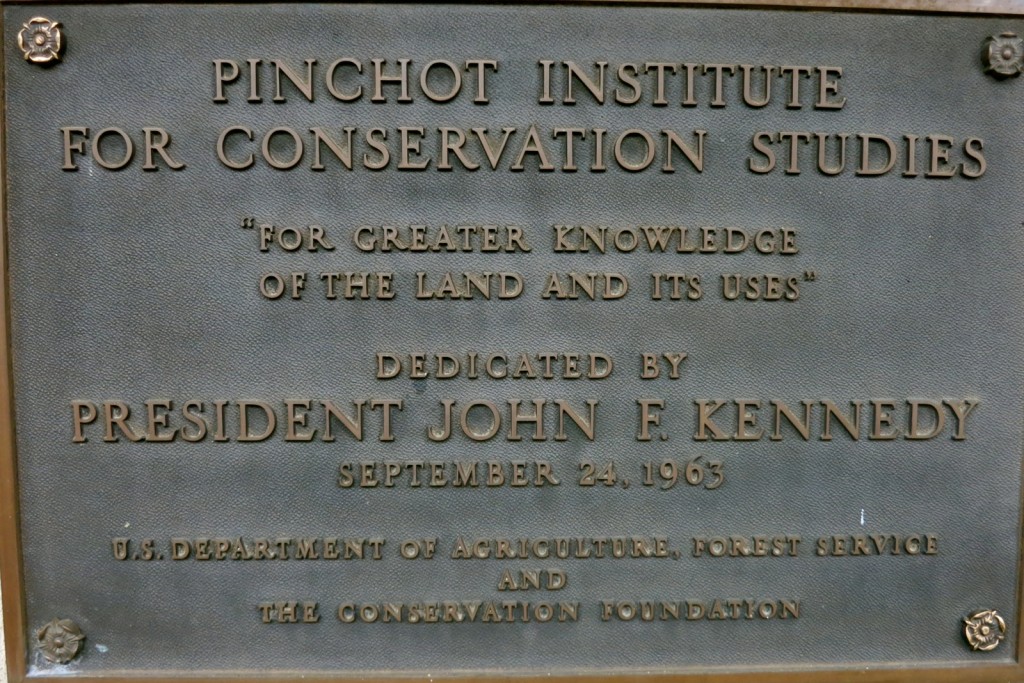 PINCHOT INSTITUTE
FOR CONSERVATION STUDIES
"FOR GREATER KNOWLEDGE
OF THE LAND AND ITS USES"
DEDICATED BY
PRESIDENT JOHN F. KENNEDY
SEPTEMBER 24, 1963
U.S. DEPARTMENT OF AGRICULTURE, FOREST SERVICE
AND
THE CONSERVATION FOUNDATION